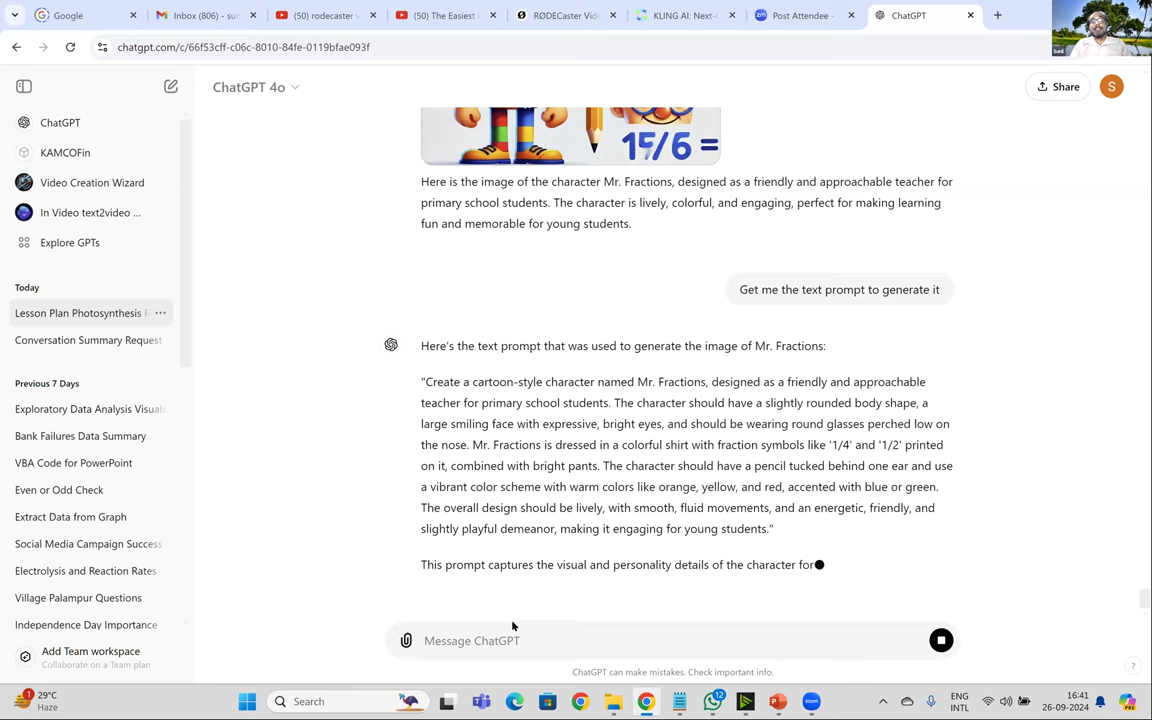 Google
Inbox (806) - sur
(50) rodecaster v
(50) The Easiest
RØDECaster Vide
KLING AI: Next-G
Post Attendee -
ChatGPT
chatgpt.com/c/66f53cff-c06c-8010-84fe-0119bfae093f
Sunil
ChatGPT 4o
Share
S
ChatGPT
KAMCOFin
Video Creation Wizard
In Video text2video ...
Explore GPTs
Today
Lesson Plan Photosynthesis
Conversation Summary Request
Previous 7 Days
Exploratory Data Analysis Visuals
Bank Failures Data Summary
VBA Code for PowerPoint
Even or Odd Check
Extract Data from Graph
Social Media Campaign Success
Electrolysis and Reaction Rates
Village Palampur Questions
Independence Day Importance
Add Team workspace
Collaborate on a Team plan
15/6 =
Here is the image of the character Mr. Fractions, designed as a friendly and approachable teacher for
primary school students. The character is lively, colorful, and engaging, perfect for making learning
fun and memorable for young students.
Get me the text prompt to generate it
Here's the text prompt that was used to generate the image of Mr. Fractions:
"Create a cartoon-style character named Mr. Fractions, designed as a friendly and approachable
teacher for primary school students. The character should have a slightly rounded body shape, a
large smiling face with expressive, bright eyes, and should be wearing round glasses perched low on
the nose. Mr. Fractions is dressed in a colorful shirt with fraction symbols like '1/4' and '1/2' printed
on it, combined with bright pants. The character should have a pencil tucked behind one ear and use
a vibrant color scheme with warm colors like orange, yellow, and red, accented with blue or green.
The overall design should be lively, with smooth, fluid movements, and an energetic, friendly, and
slightly playful demeanor, making it engaging for young students."
This prompt captures the visual and personality details of the character for
Message ChatGPT
ChatGPT can make mistakes. Check important info.
?
1
29°C
Haze
Search
12
ENG
INTL
16:41
26-09-2024
PRE